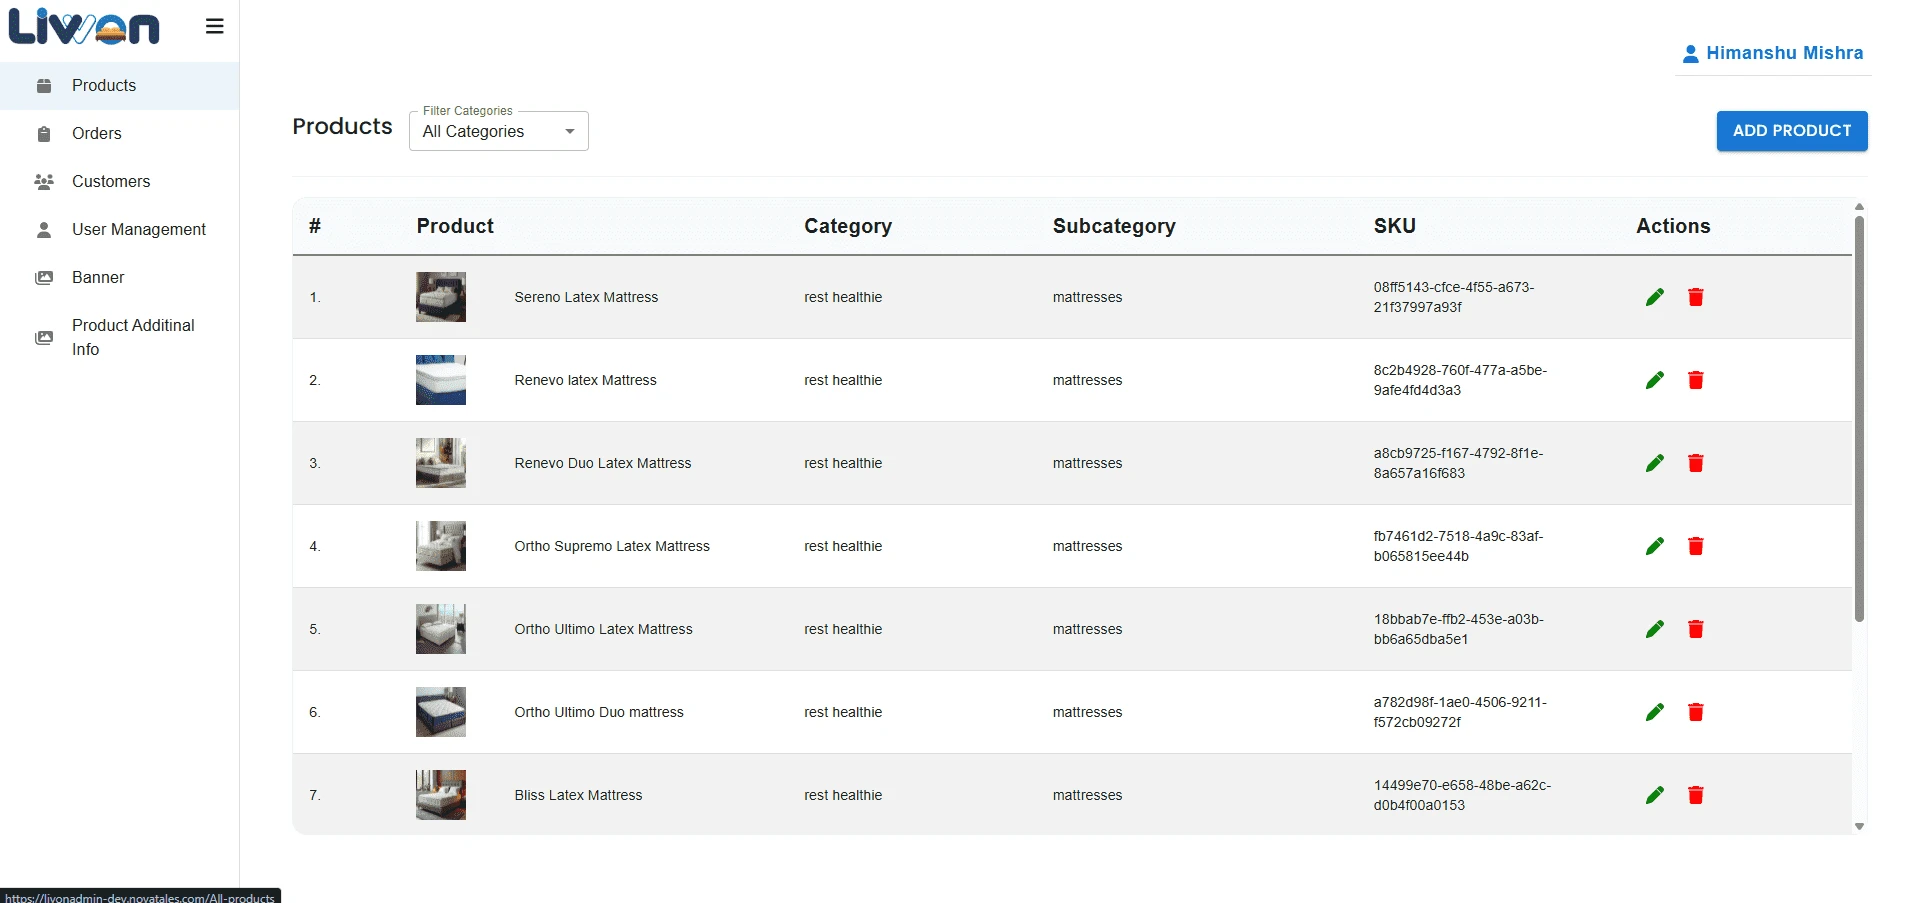 Livvon
Himanshu Mishra
Products
Orders
Customers
User Management
Banner
Product Additinal
Info
Products
Filter Categories
All Categories
ADD PRODUCT
# Product Category Subcategory SKU Actions
1. Sereno Latex Mattress rest healthie mattresses 08ff5143-cfce-4f55-a673-
21f37997a93f
2. Renevo latex Mattress rest healthie mattresses 8c2b4928-760f-477a-a5be-
9afe4fd4d3a3
3. Renevo Duo Latex Mattress rest healthie mattresses a8cb9725-f167-4792-8f1e-
8a657a16f683
4. Ortho Supremo Latex Mattress rest healthie mattresses fb7461d2-7518-4a9c-83af-
b065815ee44b
5. Ortho Ultimo Latex Mattress rest healthie mattresses 18bbab7e-ffb2-453e-a03b-
bb6a65dba5e1
6. Ortho Ultimo Duo mattress rest healthie mattresses a782d98f-1ae0-4506-9211-
f572cb09272f
7. Bliss Latex Mattress rest healthie mattresses 14499e70-e658-48be-a62c-
d0b4f00a0153
https://livonadmin-dev.novatales.com/All-products